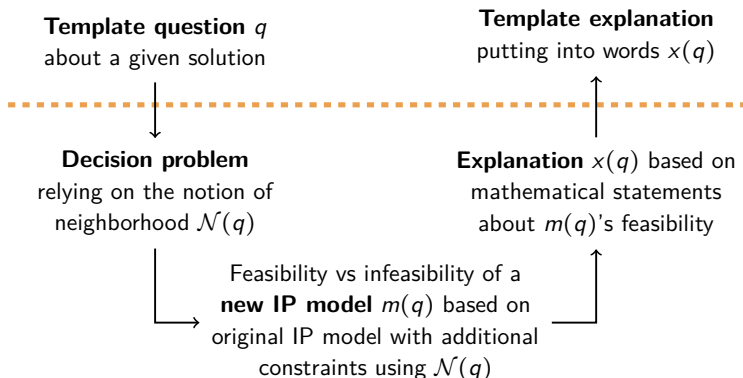 Template question q
about a given solution
Template explanation
putting into words x(q)
Decision problem
relying on the notion of
neighborhood 𝒩(q)
Explanation x(q) based on
mathematical statements
about m(q)'s feasibility
Feasibility vs infeasibility of a
new IP model m(q) based on
original IP model with additional
constraints using 𝒩(q)